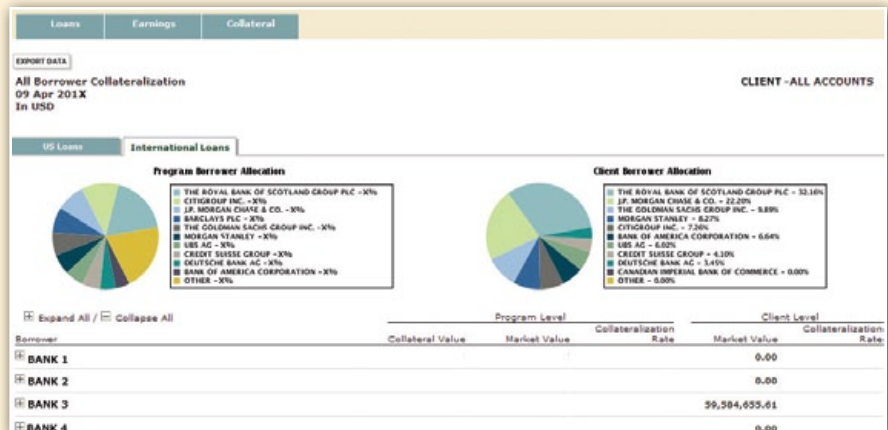 Loans Earnings Collateral
EXPORT DATA
All Borrower Collateralization
09 Apr 201X
In USD
CLIENT -ALL ACCOUNTS
US Loans International Loans
Program Borrower Allocation
THE ROYAL BANK OF SCOTLAND GROUP PLC -X%
CITIGROUP INC. -X%
J.P. MORGAN CHASE & CO. -X%
BARCLAYS PLC - X%
THE GOLDMAN SACHS GROUP INC. -X%
MORGAN STANLEY -X%
UBS AG -X%
CREDIT SUISSE GROUP -X%
DEUTSCHE BANK AG -X%
BANK OF AMERICA CORPORATION -X%
OTHER -X%
Client Borrower Allocation
THE ROYAL BANK OF SCOTLAND GROUP PLC - 32.16%
J.P. MORGAN CHASE & CO. - 22.20%
THE GOLDMAN SACHS GROUP INC. - 9.89%
MORGAN STANLEY - 8.27%
CITIGROUP INC. - 7.26%
BANK OF AMERICA CORPORATION - 6.64%
UBS AG - 6.02%
CREDIT SUISSE GROUP - 4.10%
DEUTSCHE BANK AG - 3.45%
CANADIAN IMPERIAL BANK OF COMMERCE - 0.00%
OTHER - 0.00%
Expand All / Collapse All
Program Level Client Level
Borrower Collateral Value Market Value Collateralization Rate Market Value Collateralization Rate
BANK 1 0.00
BANK 2 0.00
BANK 3 59,584,655.61
BANK 4 0.00